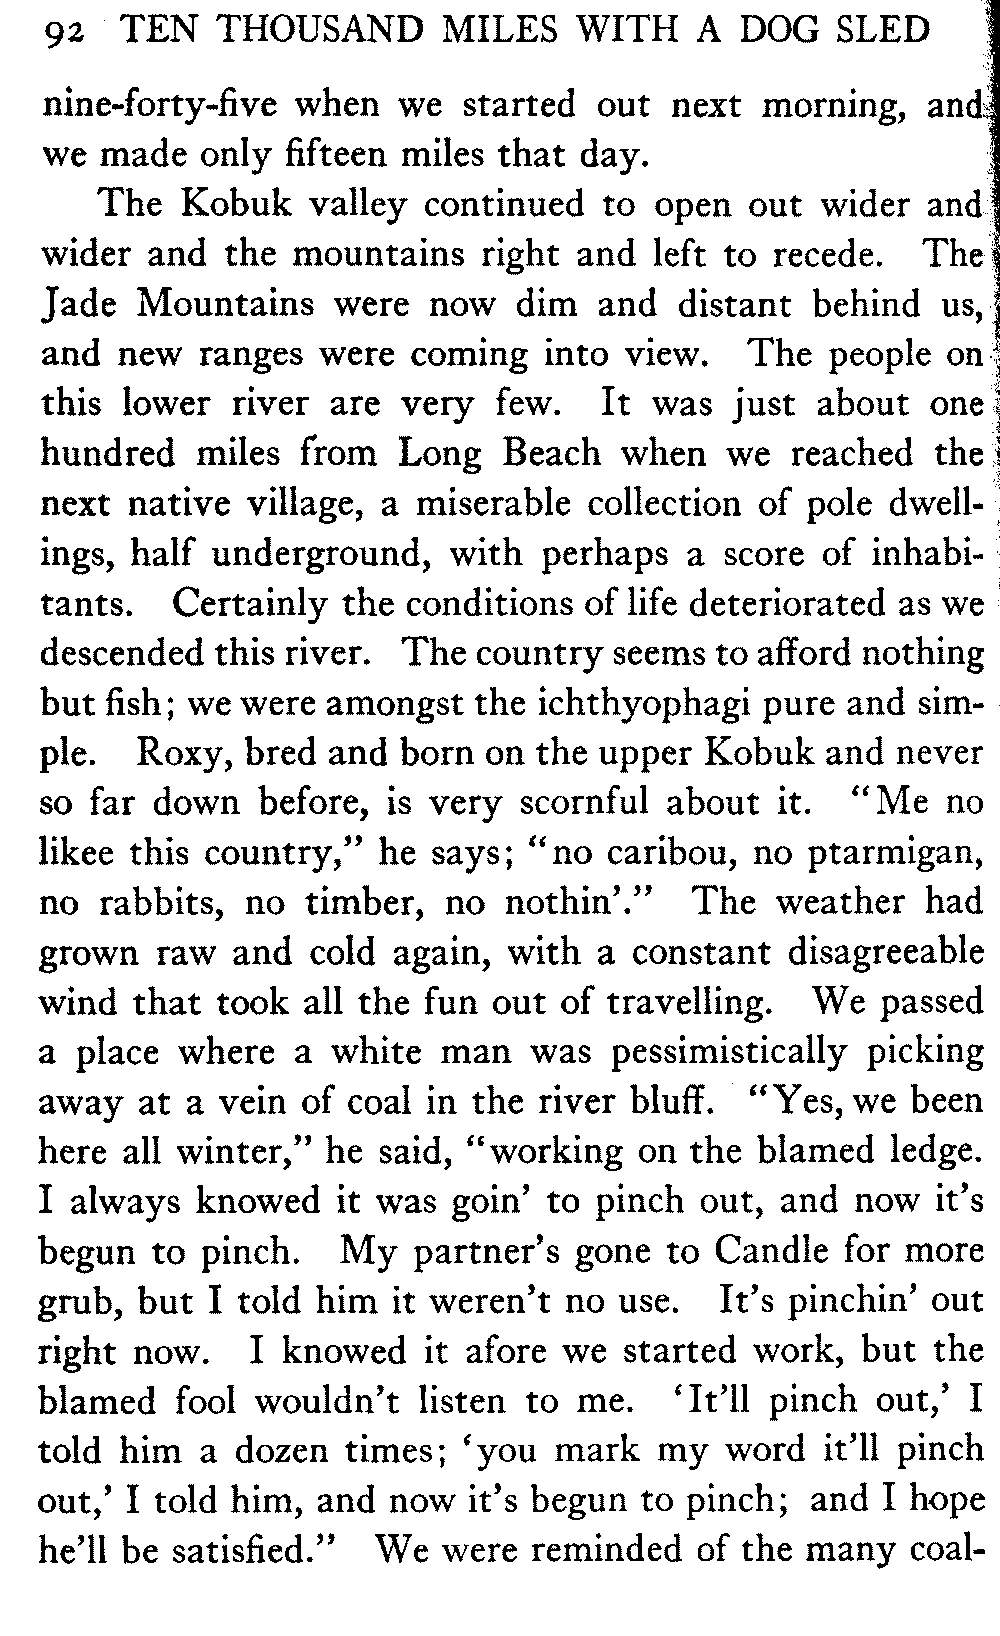 92 TEN THOUSAND MILES WITH A DOG SLED
nine-forty-five when we started out next morning, and
we made only fifteen miles that day.
The Kobuk valley continued to open out wider and
wider and the mountains right and left to recede. The
Jade Mountains were now dim and distant behind us,
and new ranges were coming into view. The people on
this lower river are very few. It was just about one
hundred miles from Long Beach when we reached the
next native village, a miserable collection of pole dwell-
ings, half underground, with perhaps a score of inhabi-
tants. Certainly the conditions of life deteriorated as we
descended this river. The country seems to afford nothing
but fish; we were amongst the ichthyophagi pure and sim-
ple. Roxy, bred and born on the upper Kobuk and never
so far down before, is very scornful about it. "Me no
likee this country," he says; "no caribou, no ptarmigan,
no rabbits, no timber, no nothin'." The weather had
grown raw and cold again, with a constant disagreeable
wind that took all the fun out of travelling. We passed
a place where a white man was pessimistically picking
away at a vein of coal in the river bluff. "Yes, we been
here all winter," he said, "working on the blamed ledge.
I always knowed it was goin' to pinch out, and now it's
begun to pinch. My partner's gone to Candle for more
grub, but I told him it weren't no use. It's pinchin' out
right now. I knowed it afore we started work, but the
blamed fool wouldn't listen to me. 'It'll pinch out,' I
told him a dozen times; 'you mark my word it'll pinch
out,' I told him, and now it's begun to pinch; and I hope
he'll be satisfied." We were reminded of the many coal-